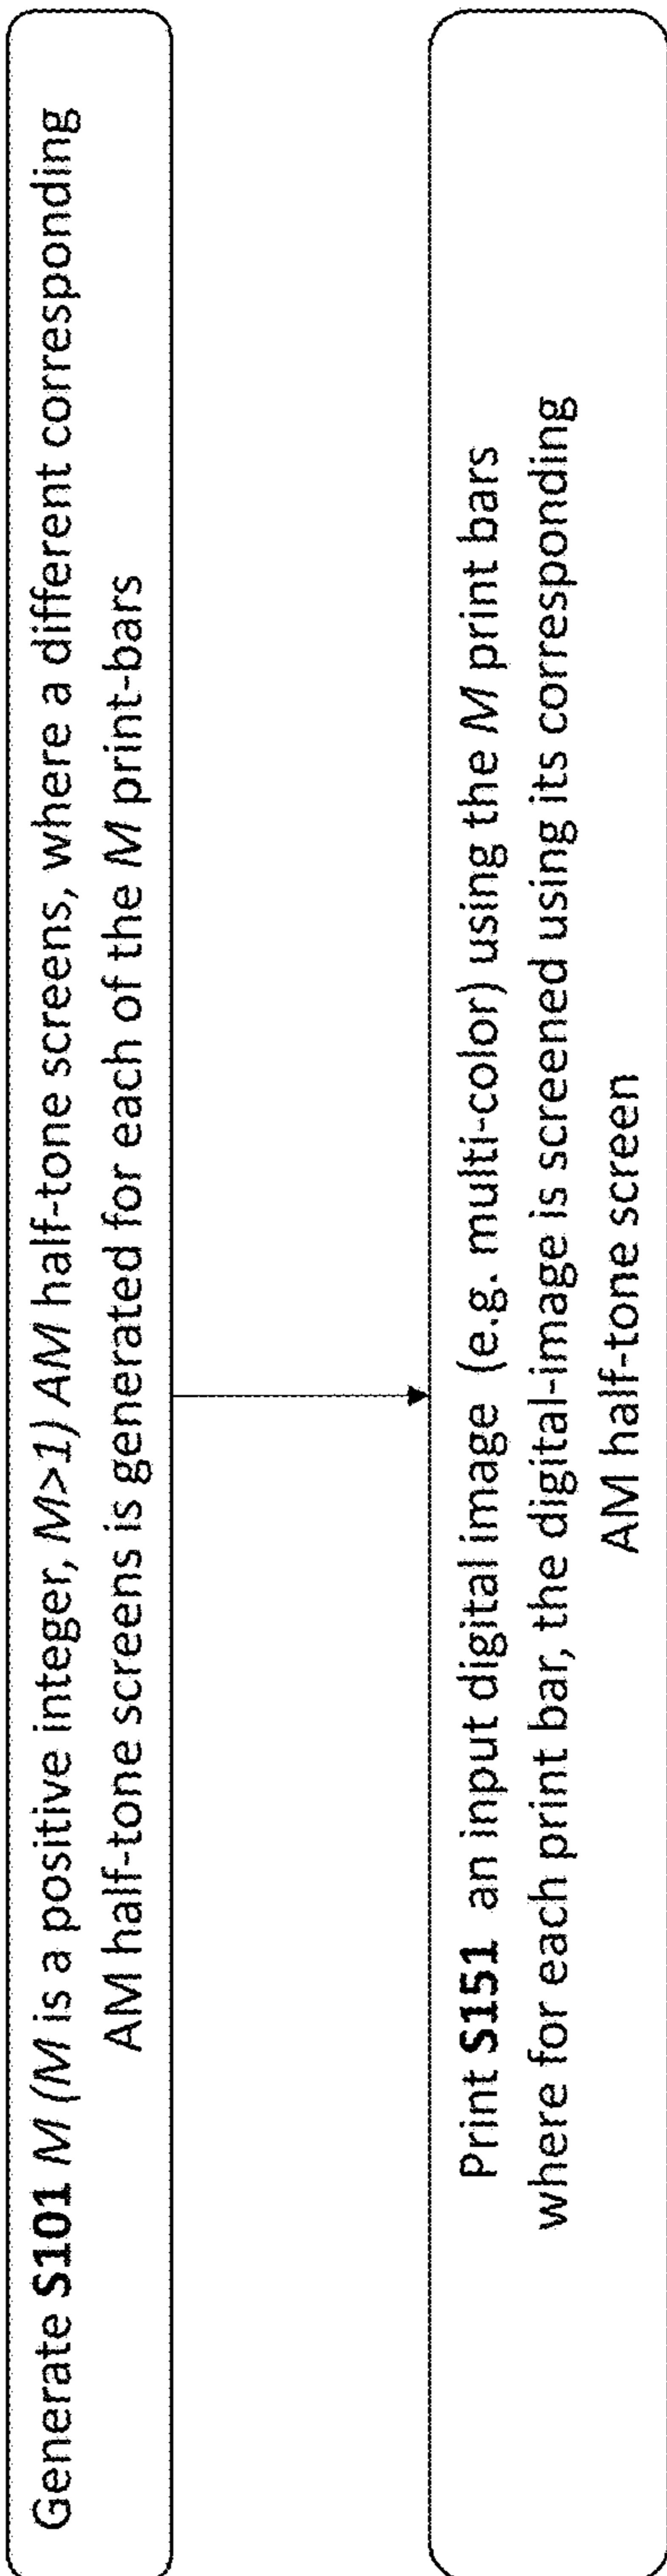 Generate S101 M (M is a positive integer, M>1) AM half-tone screens, where a different corresponding
AM half-tone screens is generated for each of the M print-bars
Print S151 an input digital image (e.g. multi-color) using the M print bars
where for each print bar, the digital-image is screened using its corresponding
AM half-tone screen